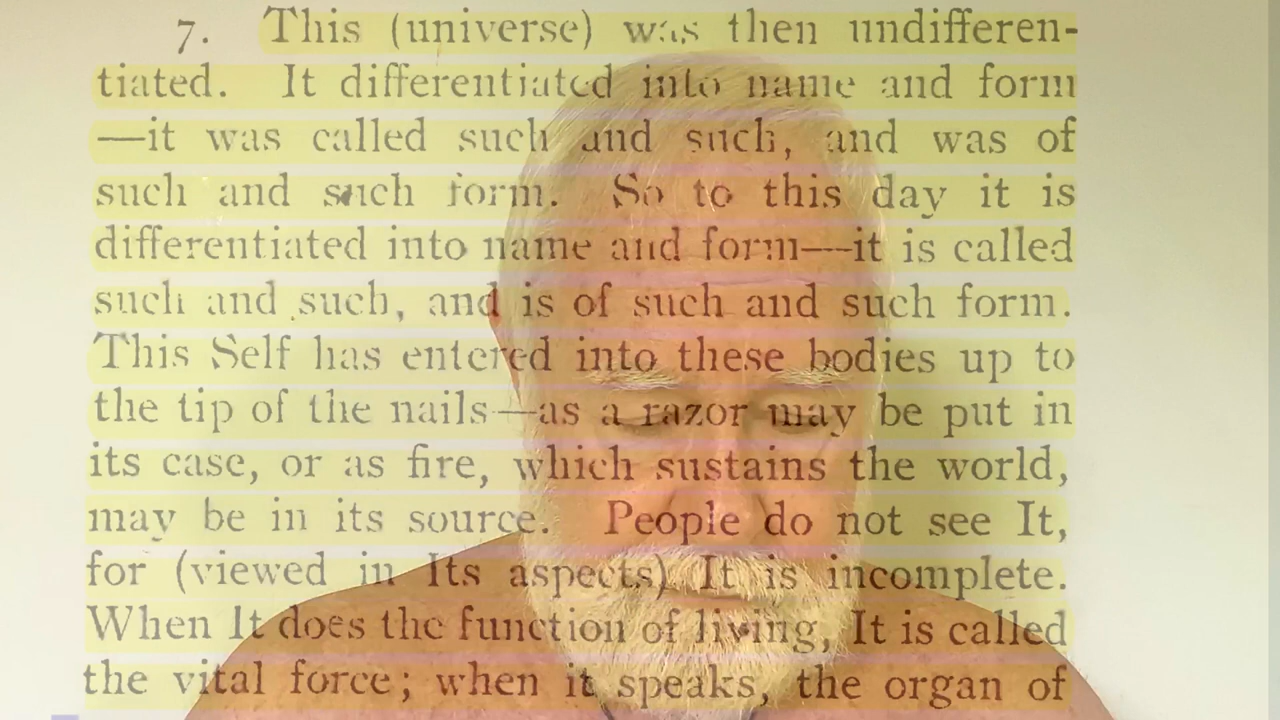 7. This (universe) was then undifferen-
tiated. It differentiated into name and form
—it was called such and such, and was of
such and such form. So to this day it is
differentiated into name and form—it is called
such and such, and is of such and such form.
This Self has entered into these bodies up to
the tip of the nails—as a razor may be put in
its case, or as fire, which sustains the world,
may be in its source. People do not see It,
for (viewed in Its aspects) It is incomplete.
When It does the function of living, It is called
the vital force; when it speaks, the organ of